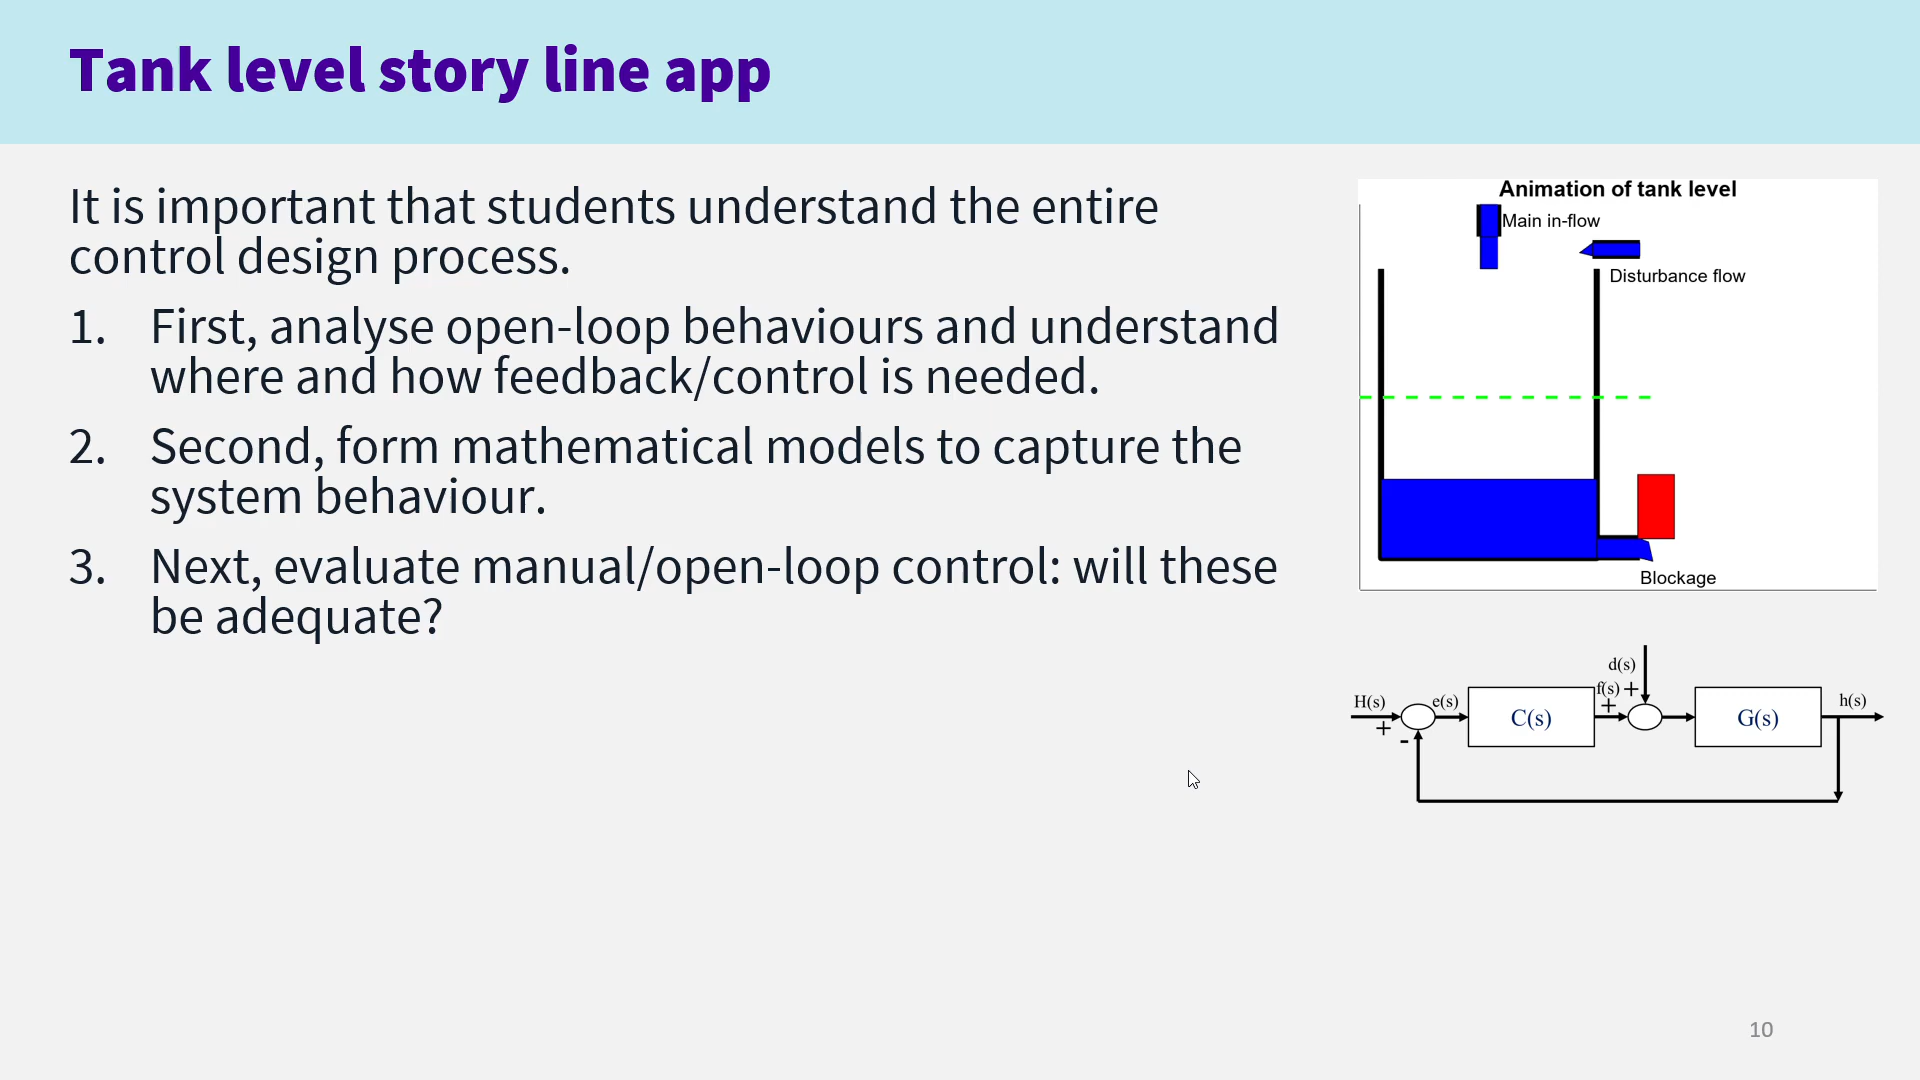 Tank level story line app
It is important that students understand the entire
control design process.
1. First, analyse open-loop behaviours and understand
where and how feedback/control is needed.
2. Second, form mathematical models to capture the
system behaviour.
3. Next, evaluate manual/open-loop control: will these
be adequate?
Animation of tank level
Main in-flow
Disturbance flow
Blockage
d(s)
H(s) e(s) f(s) + h(s)
+ C(s) + G(s)
-
10